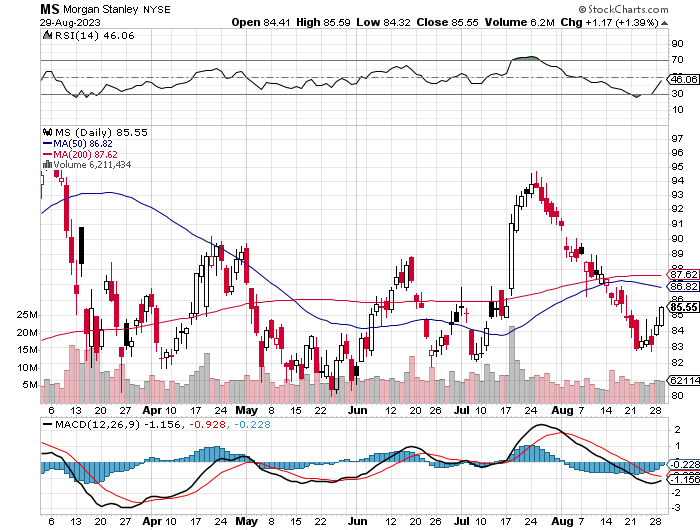 MS Morgan Stanley NYSE © StockCharts.com
29-Aug-2023 Open 84.41 High 85.59 Low 84.32 Close 85.55 Volume 6.2M Chg +1.17 (+1.39%)
RSI(14) 46.06
90
70
50
46.06
30
10
MS (Daily) 85.55
MA(50) 86.82
MA(200) 87.62
Volume 6,211,434
97
96
95
94
93
92
91
90
89
88
87.62
86.82
86
85.55
85
84
83
82
81
80
25M
20M
15M
10M
5M
62114
6 13 20 27 Apr 10 17 24 May 8 15 22 Jun 12 20 26 Jul 10 17 24 Aug 7 14 21 28
MACD(12,26,9) -1.156, -0.928, -0.228
2
1
0
-0.228
-1.156
-2
-3
6 13 20 27 Apr 10 17 24 May 8 15 22 Jun 12 20 26 Jul 10 17 24 Aug 7 14 21 28